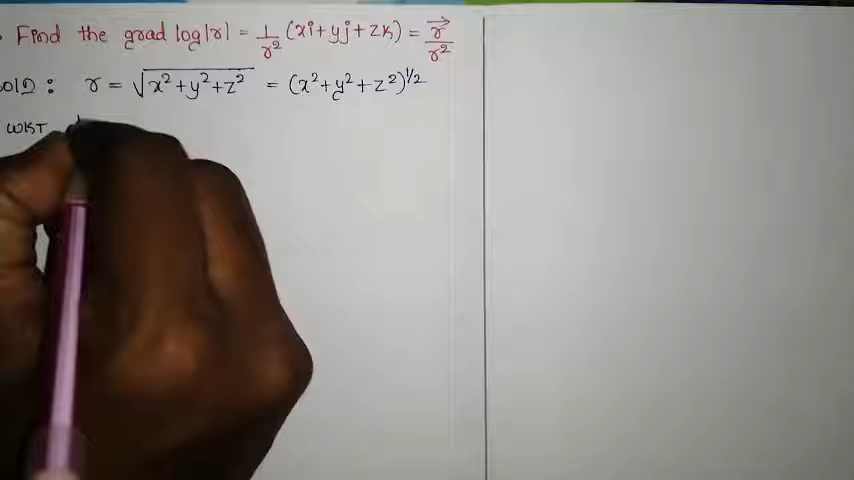 Find the grad log|r| = 1/r² (xi+yj+zk) = r⃗/r²
Soln : r = √x²+y²+z² = (x²+y²+z²)^1/2
WKT